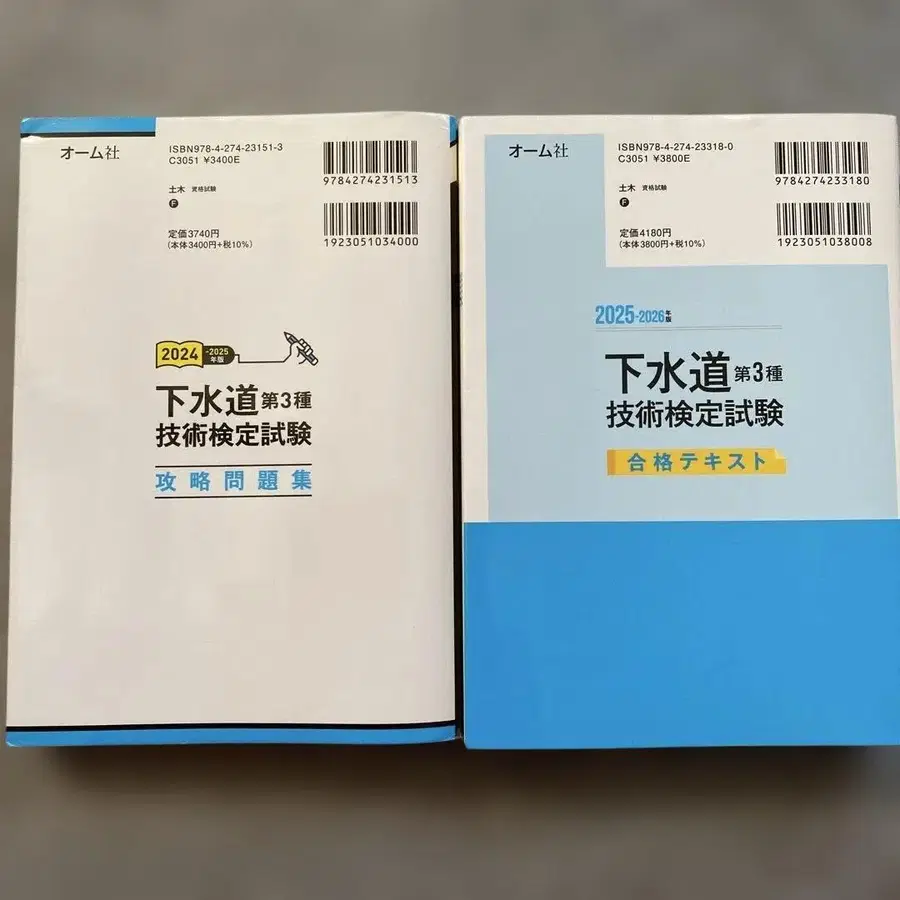 オーム社
ISBN978-4-274-23151-3
C3051 ¥3400E
9784274231513
土木 資格試験
F
1923051034000
定価3740円
(本体3400円+税10%)
2024
-2025
年版
下水道 第3種
技術検定試験
攻略問題集
オーム社
ISBN978-4-274-23318-0
C3051 ¥3800E
9784274233180
土木 資格試験
F
1923051038008
定価4180円
(本体3800円+税10%)
2025-2026年版
下水道 第3種
技術検定試験
合格テキスト